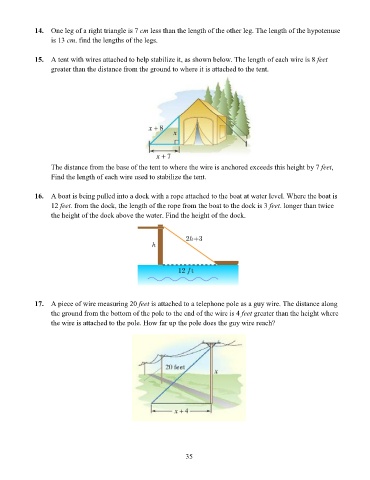 14. One leg of a right triangle is 7 cm less than the length of the other leg. The length of the hypotenuse
is 13 cm. find the lengths of the legs.
15. A tent with wires attached to help stabilize it, as shown below. The length of each wire is 8 feet
greater than the distance from the ground to where it is attached to the tent.
x + 8
x
x + 7
The distance from the base of the tent to where the wire is anchored exceeds this height by 7 feet,
Find the length of each wire used to stabilize the tent.
16. A boat is being pulled into a dock with a rope attached to the boat at water level. Where the boat is
12 feet. from the dock, the length of the rope from the boat to the dock is 3 feet. longer than twice
the height of the dock above the water. Find the height of the dock.
2h+3
h
12 ft
17. A piece of wire measuring 20 feet is attached to a telephone pole as a guy wire. The distance along
the ground from the bottom of the pole to the end of the wire is 4 feet greater than the height where
the wire is attached to the pole. How far up the pole does the guy wire reach?
20 feet
x
x + 4
35